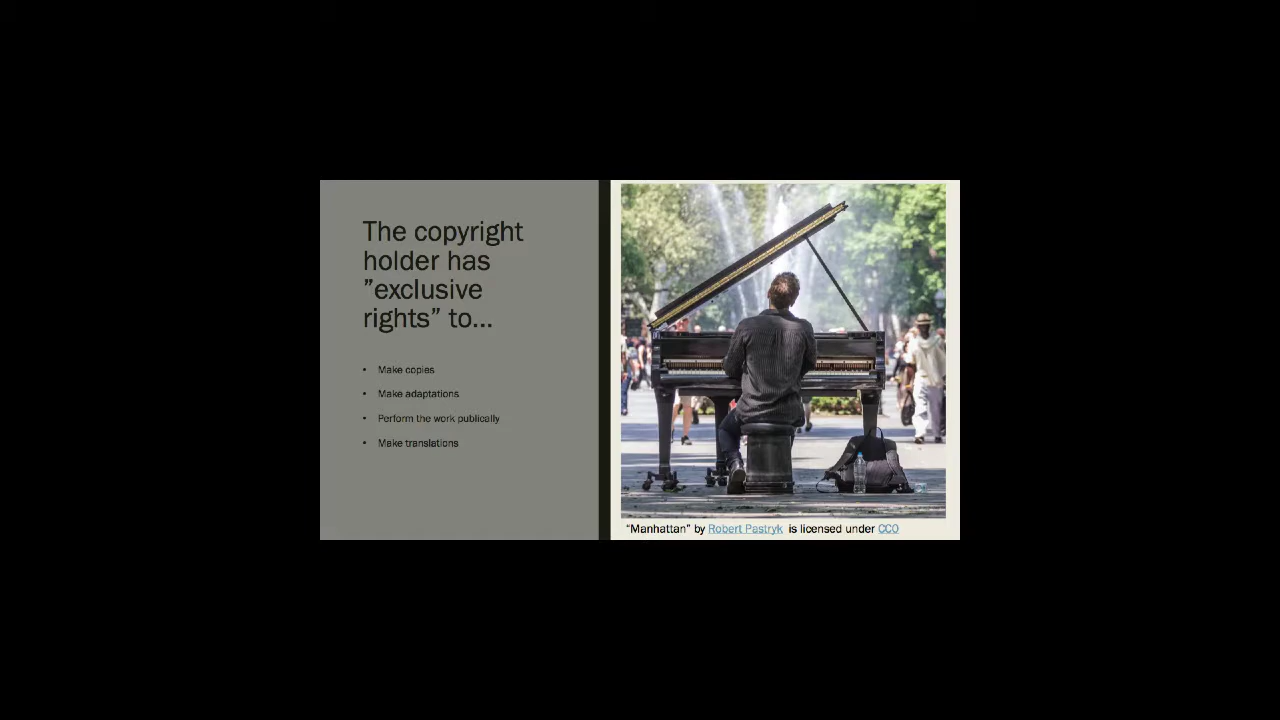 The copyright
holder has
”exclusive
rights” to...
• Make copies
• Make adaptations
• Perform the work publically
• Make translations
“Manhattan” by Robert Pastryk is licensed under CC0